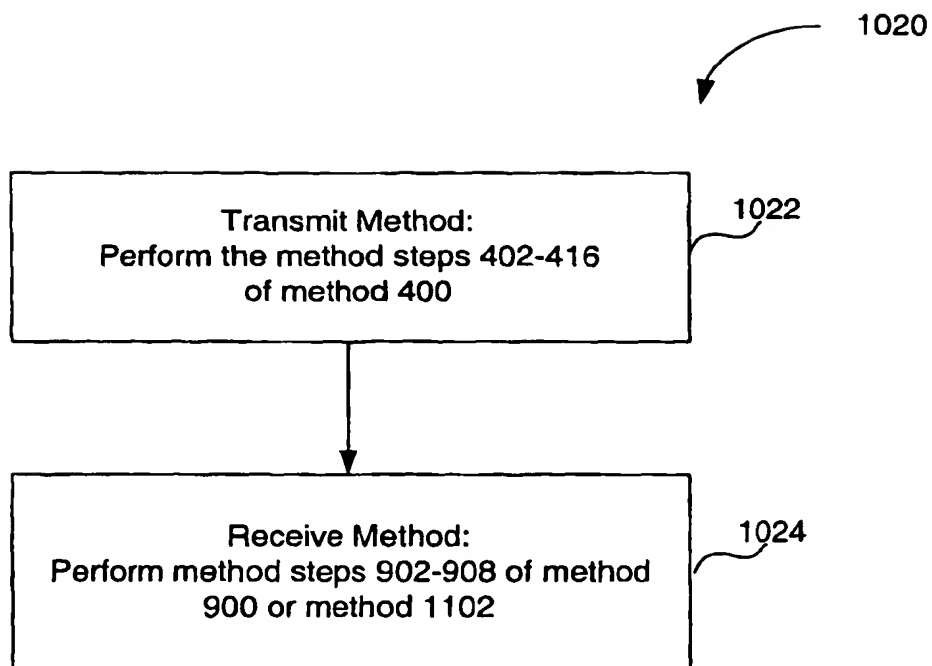 1020
Transmit Method:
1022
Perform the method steps 402-416
of method 400
Receive Method:
1024
Perform method steps 902-908 of method
900 or method 1102